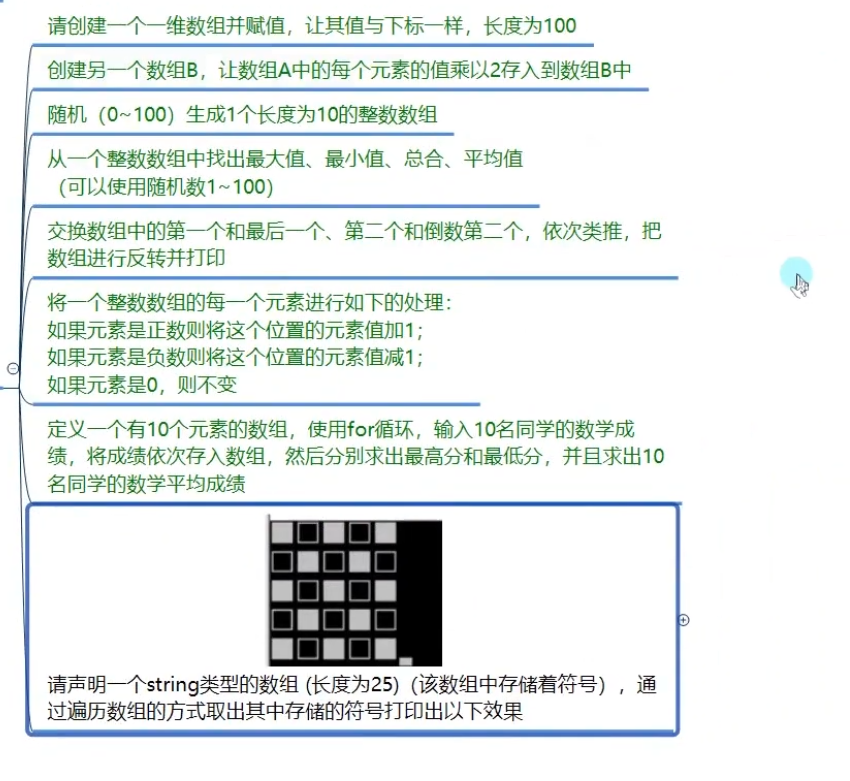 请创建一个一维数组并赋值，让其值与下标一样，长度为100
创建另一个数组B，让数组A中的每个元素的值乘以2存入到数组B中
随机（0~100）生成1个长度为10的整数数组
从一个整数数组中找出最大值、最小值、总合、平均值
（可以使用随机数1~100）
交换数组中的第一个和最后一个、第二个和倒数第二个，依次类推，把
数组进行反转并打印
将一个整数数组的每一个元素进行如下的处理：
如果元素是正数则将这个位置的元素值加1；
如果元素是负数则将这个位置的元素值减1；
如果元素是0，则不变
定义一个有10个元素的数组，使用for循环，输入10名同学的数学成
绩，将成绩依次存入数组，然后分别求出最高分和最低分，并且求出10
名同学的数学平均成绩
请声明一个string类型的数组 (长度为25)（该数组中存储着符号），通
过遍历数组的方式取出其中存储的符号打印出以下效果